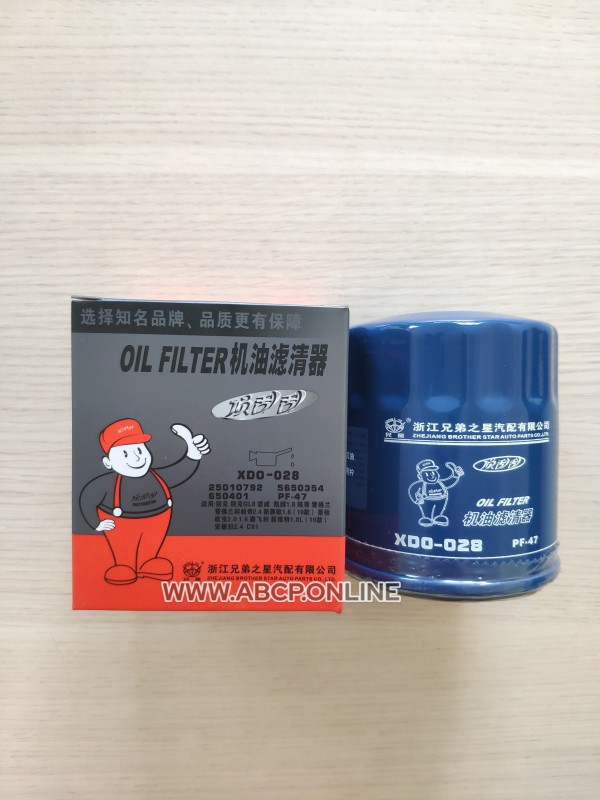 选择知名品牌、品质更有保障
OIL FILTER机油滤清器
XDO-028
25010792 5650354
650401 PF-47
浙江兄弟之星汽配有限公司
ZHEJIANG BROTHER STAR AUTO PARTS CO.,LTD
浙江兄弟之星汽配有限公司
ZHEJIANG BROTHER STAR AUTO PARTS CO.,LTD
OIL FILTER
机油滤清器
XDO-028 PF-47
WWW.ABCP.ONLINE